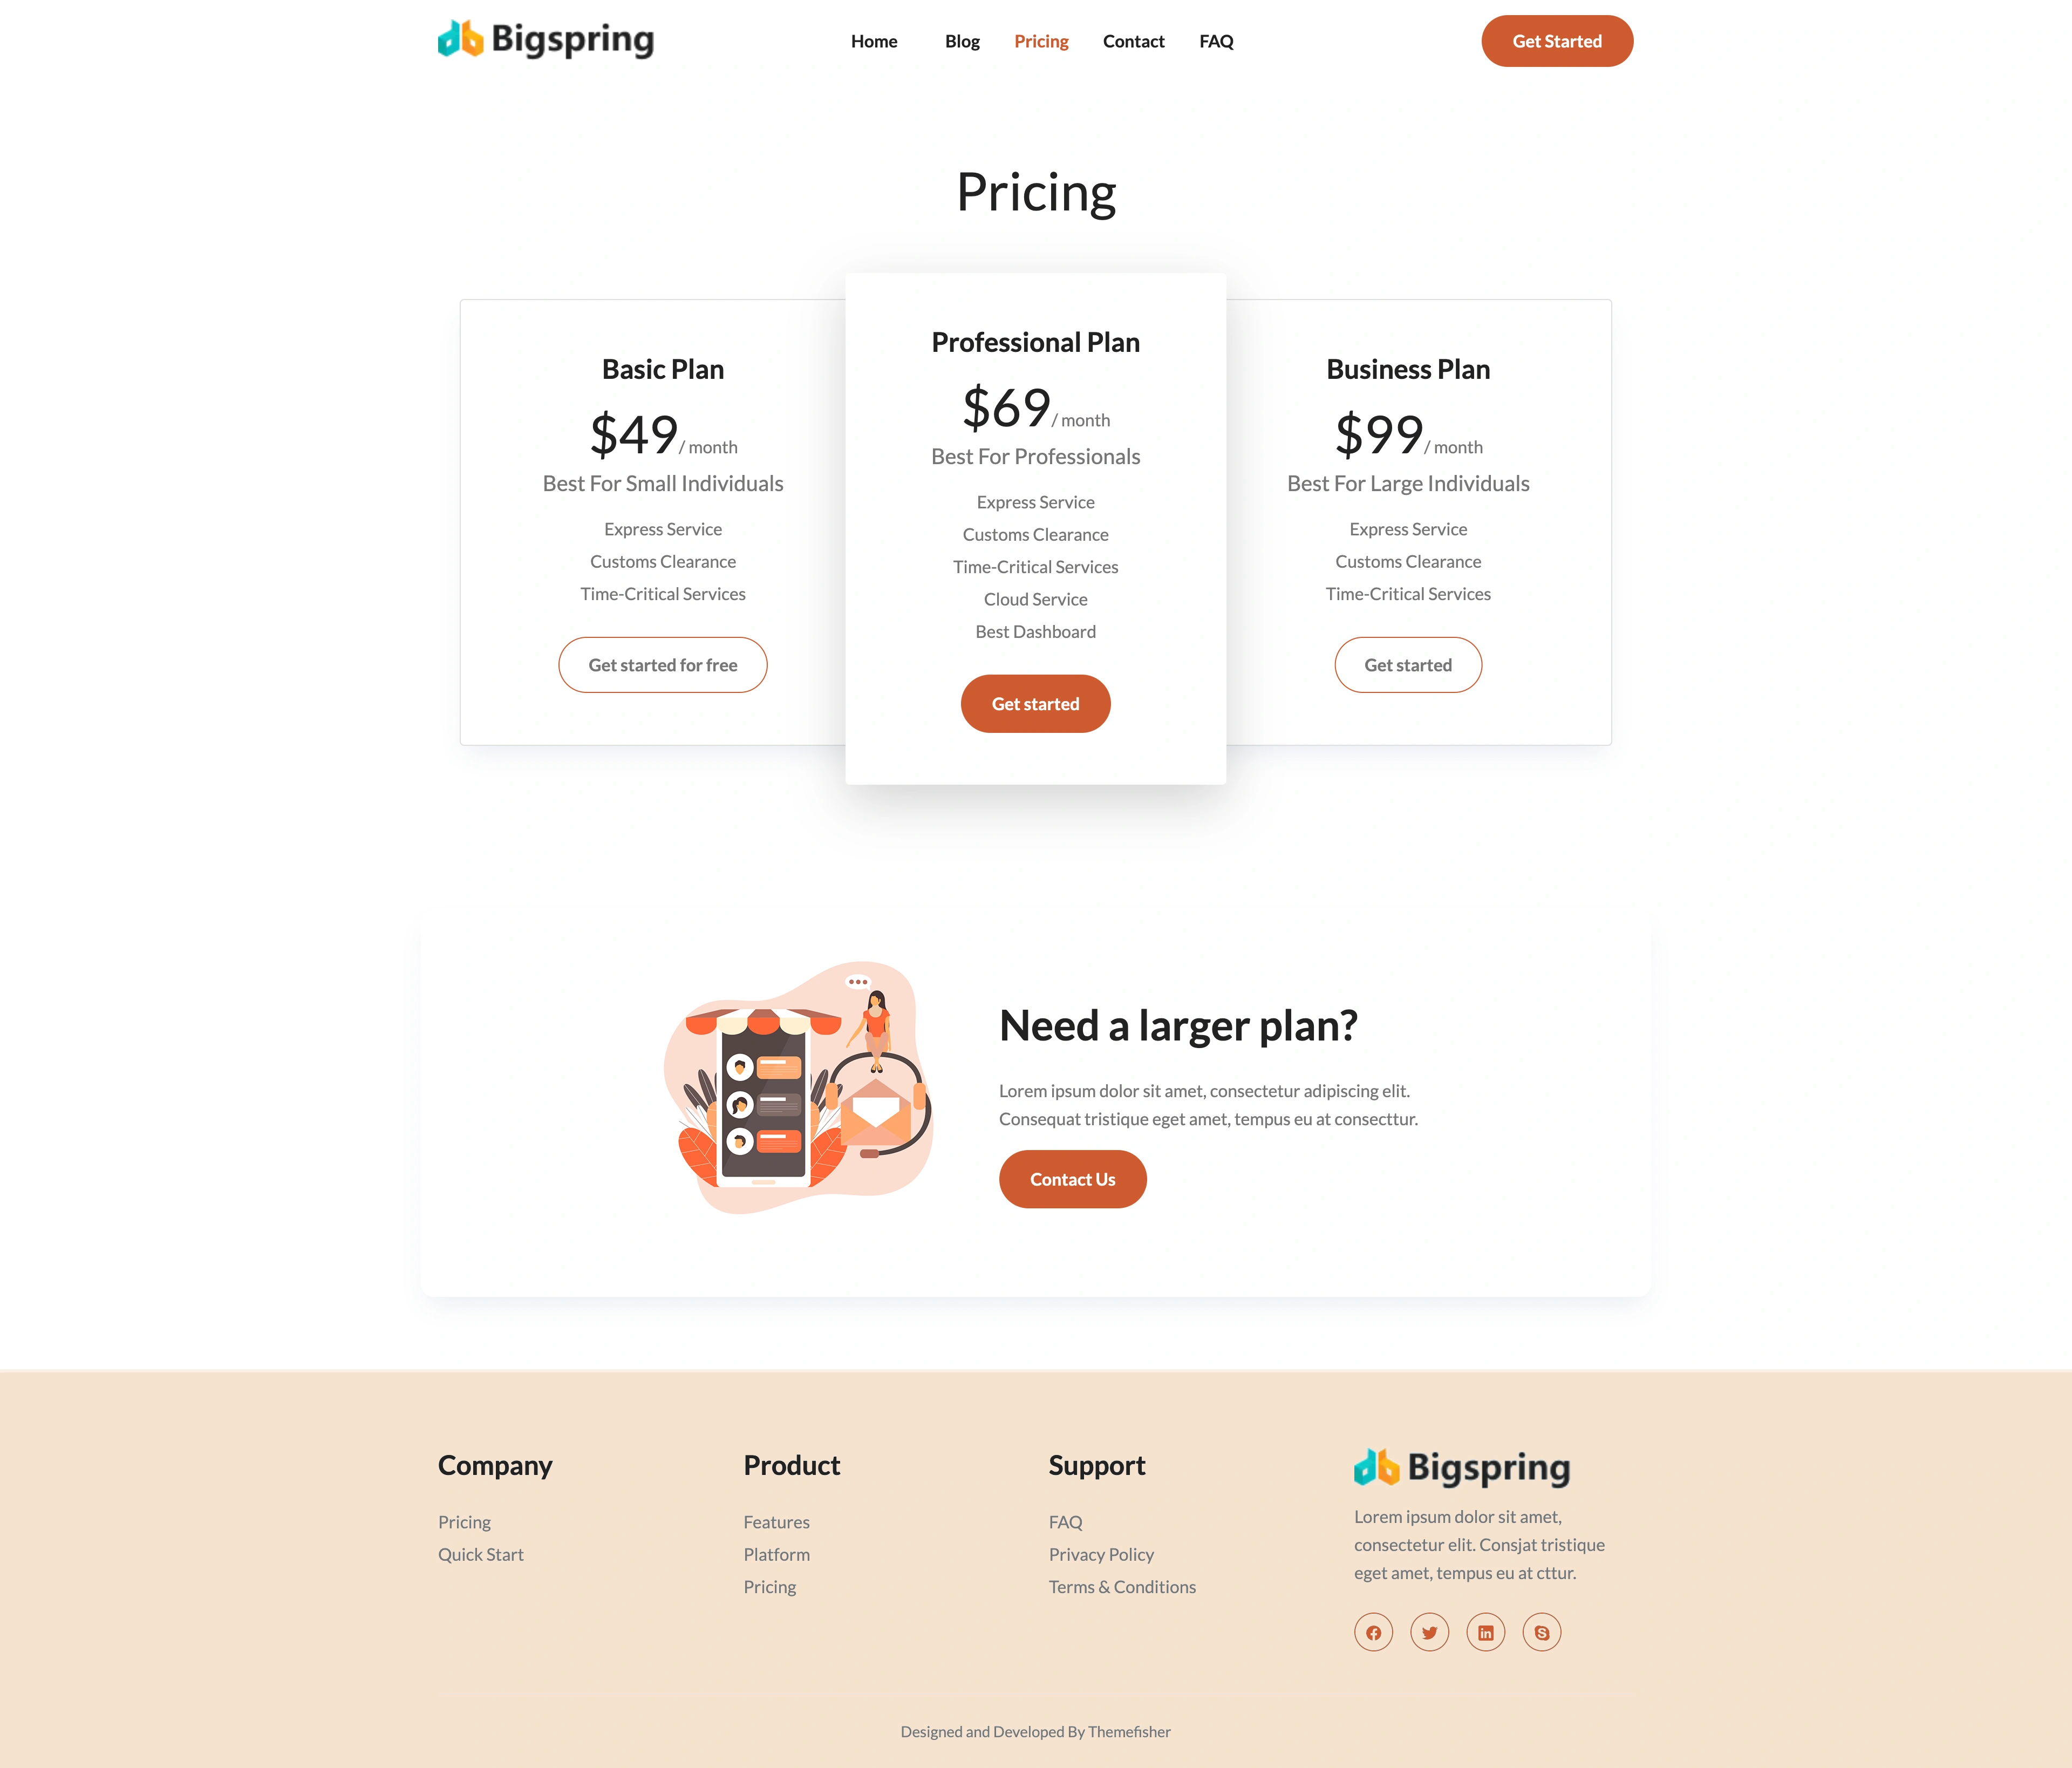 Bigspring
Home
Blog
Pricing
Contact
FAQ
Get Started
Pricing
Basic Plan
$49/ month
Best For Small Individuals
Express Service
Customs Clearance
Time-Critical Services
Get started for free
Professional Plan
$69/ month
Best For Professionals
Express Service
Customs Clearance
Time-Critical Services
Cloud Service
Best Dashboard
Get started
Business Plan
$99/ month
Best For Large Individuals
Express Service
Customs Clearance
Time-Critical Services
Get started
Need a larger plan?
Lorem ipsum dolor sit amet, consectetur adipiscing elit.
Consequat tristique eget amet, tempus eu at consecttur.
Contact Us
Company
Pricing
Quick Start
Product
Features
Platform
Pricing
Support
FAQ
Privacy Policy
Terms & Conditions
Bigspring
Lorem ipsum dolor sit amet,
consectetur elit. Consjat tristique
eget amet, tempus eu at cttur.
Designed and Developed By Themefisher